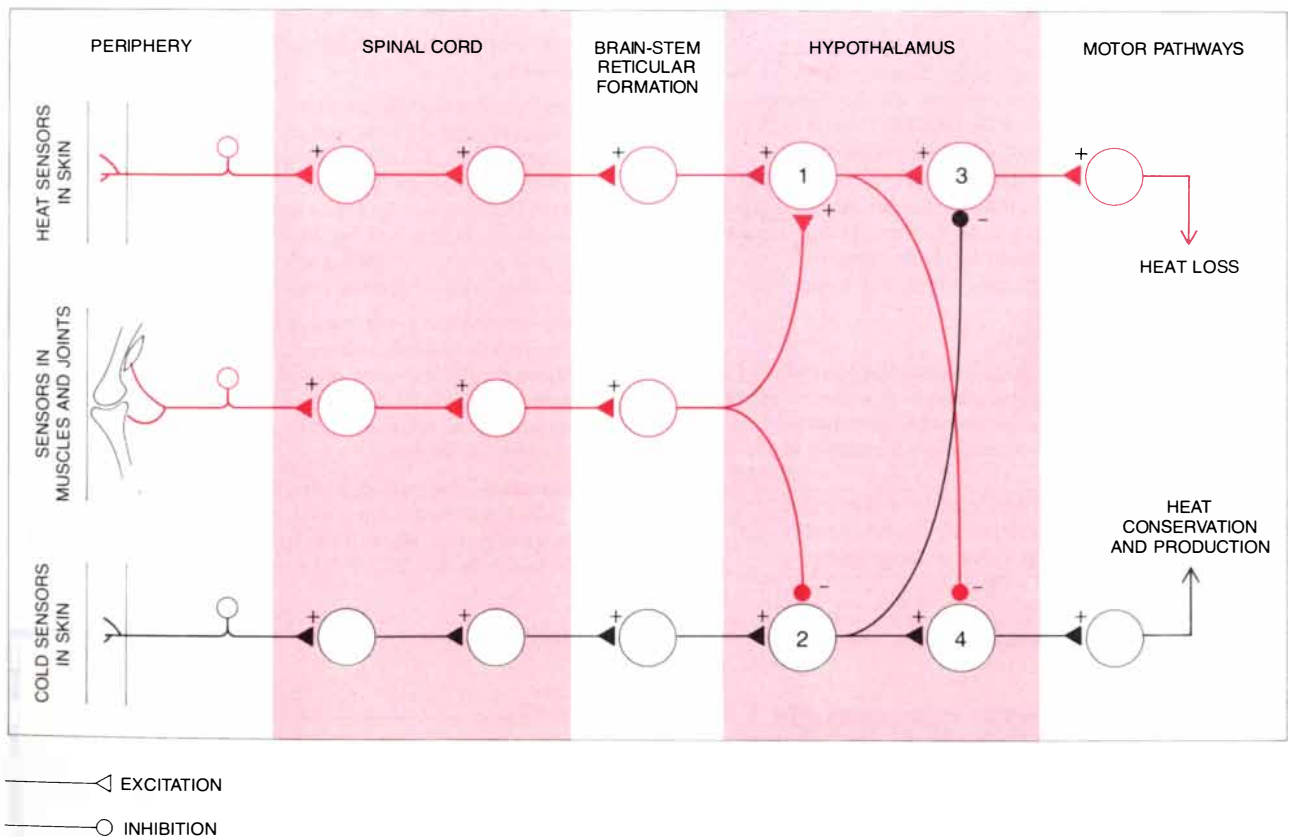 PERIPHERY
SPINAL CORD
BRAIN-STEM
RETICULAR
FORMATION
HYPOTHALAMUS
MOTOR PATHWAYS
HEAT SENSORS
IN SKIN
+
+
+
+
1
+
3
+
+
-
HEAT LOSS
SENSORS IN
MUSCLES AND JOINTS
+
+
+
HEAT
CONSERVATION
AND PRODUCTION
COLD SENSORS
IN SKIN
-
-
+
+
+
+
2
+
4
+
EXCITATION
INHIBITION